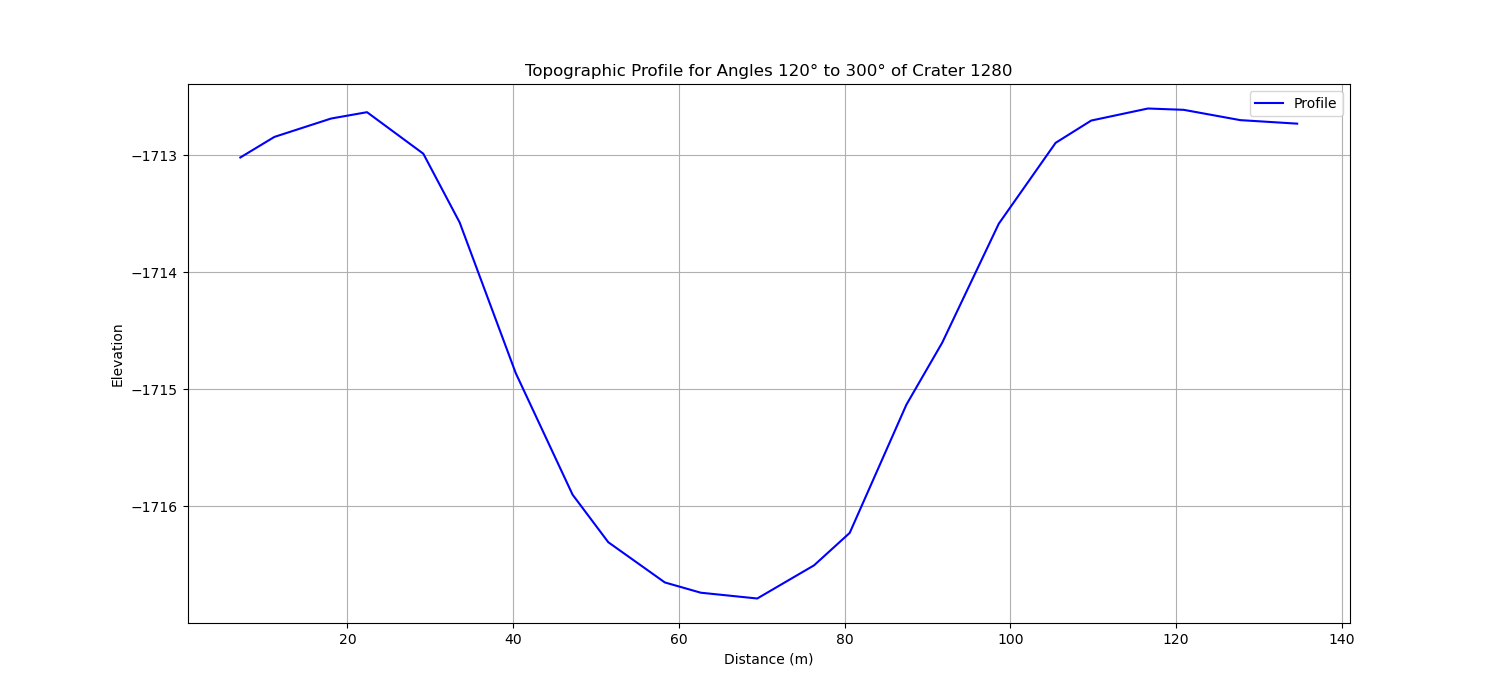 Topographic Profile for Angles 120° to 300° of Crater 1280
Profile
Elevation
−1713
−1714
−1715
−1716
20
40
60
80
100
120
140
Distance (m)